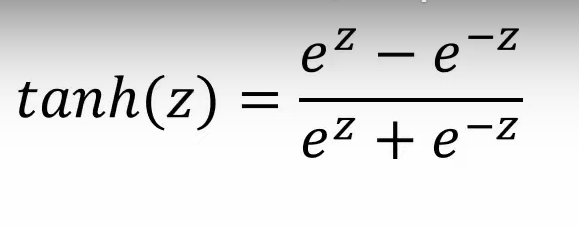 tanh(z) = (e^z − e^−z) / (e^z + e^−z)